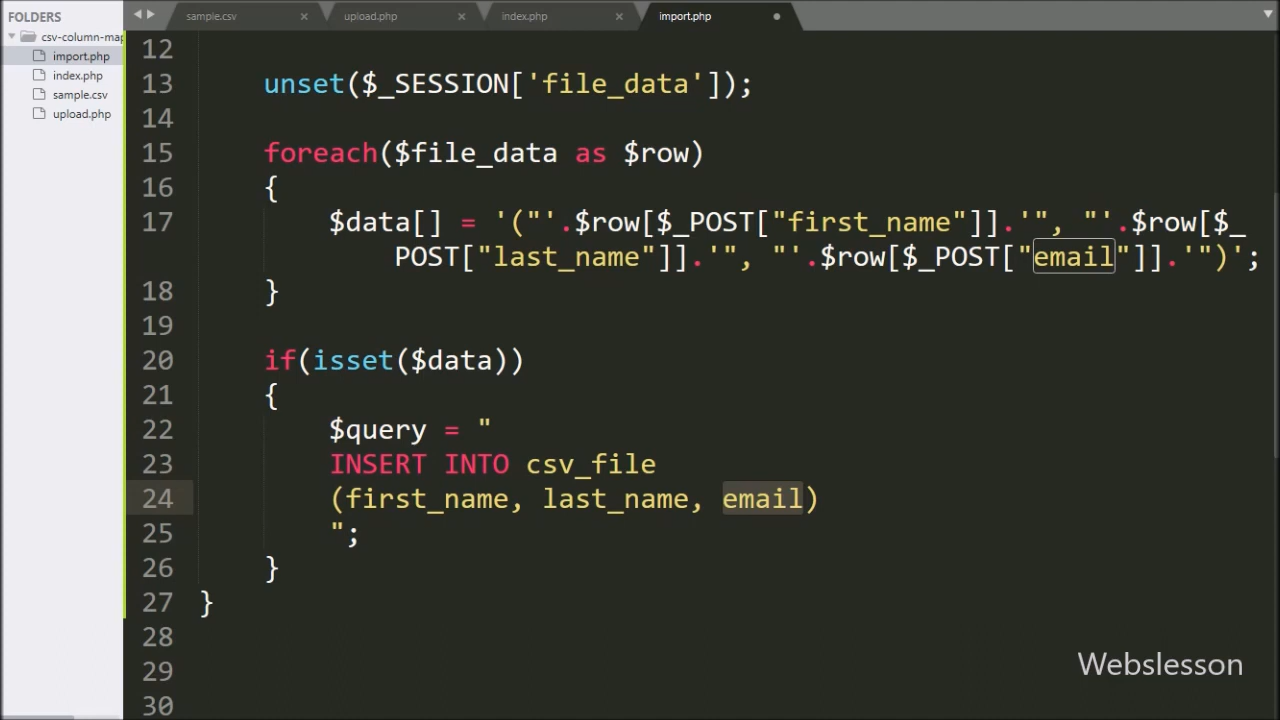 FOLDERS
csv-column-map
import.php
index.php
sample.csv
upload.php
sample.csv × upload.php × index.php × import.php
12
13 unset($_SESSION['file_data']);
14
15 foreach($file_data as $row)
16 {
17 $data[] = '("'.$row[$_POST["first_name"]].'", "'.$row[$_
POST["last_name"]].'", "'.$row[$_POST["email"]].'")';
18 }
19
20 if(isset($data))
21 {
22 $query = "
23 INSERT INTO csv_file
24 (first_name, last_name, email)
25 ";
26 }
27 }
28
29
30
Webslesson